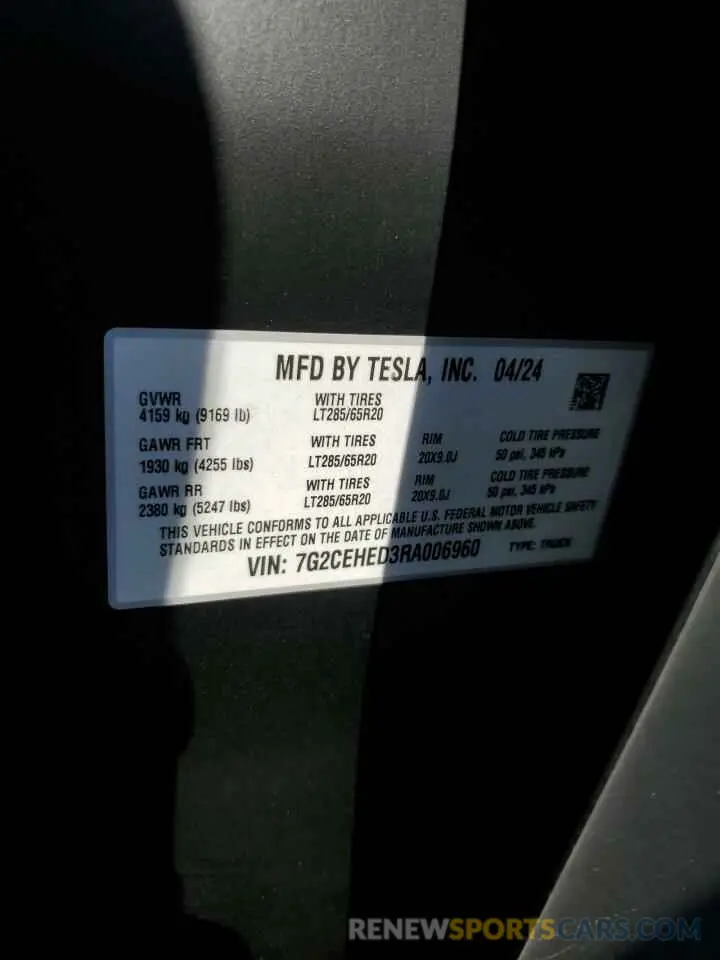 MFD BY TESLA, INC. 04/24
GVWR
4159 kg (9169 lb)
WITH TIRES
LT285/65R20
GAWR FRT
1930 kg (4255 lbs)
WITH TIRES
LT285/65R20
RIM
20X9.0J
COLD TIRE PRESSURE
50 psi, 345 kPa
GAWR RR
2380 kg (5247 lbs)
WITH TIRES
LT285/65R20
RIM
20X9.0J
COLD TIRE PRESSURE
50 psi, 345 kPa
THIS VEHICLE CONFORMS TO ALL APPLICABLE U.S. FEDERAL MOTOR VEHICLE SAFETY
STANDARDS IN EFFECT ON THE DATE OF MANUFACTURE SHOWN ABOVE.
VIN: 7G2CEHED3RA006960 TYPE: TRUCK
RENEWSPORTSCARS.COM